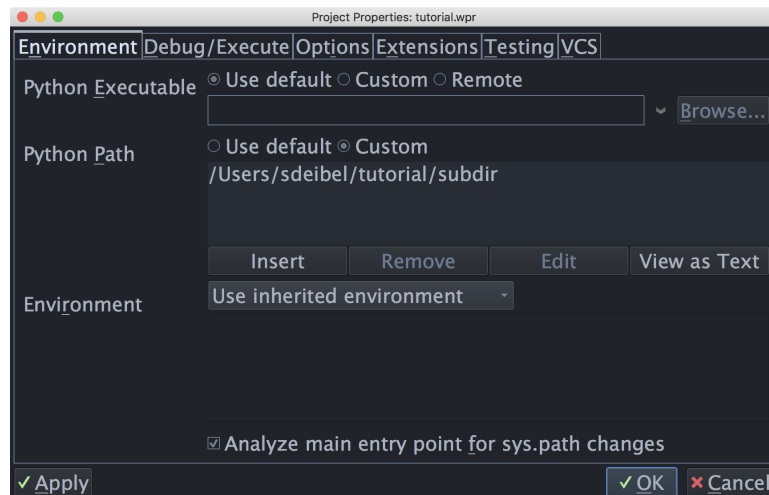 Project Properties: tutorial.wpr
Environment Debug/Execute Options Extensions Testing VCS
Python Executable Use default Custom Remote
Browse...
Python Path Use default Custom
/Users/sdeibel/tutorial/subdir
Insert Remove Edit View as Text
Environment Use inherited environment
Analyze main entry point for sys.path changes
Apply OK Cancel